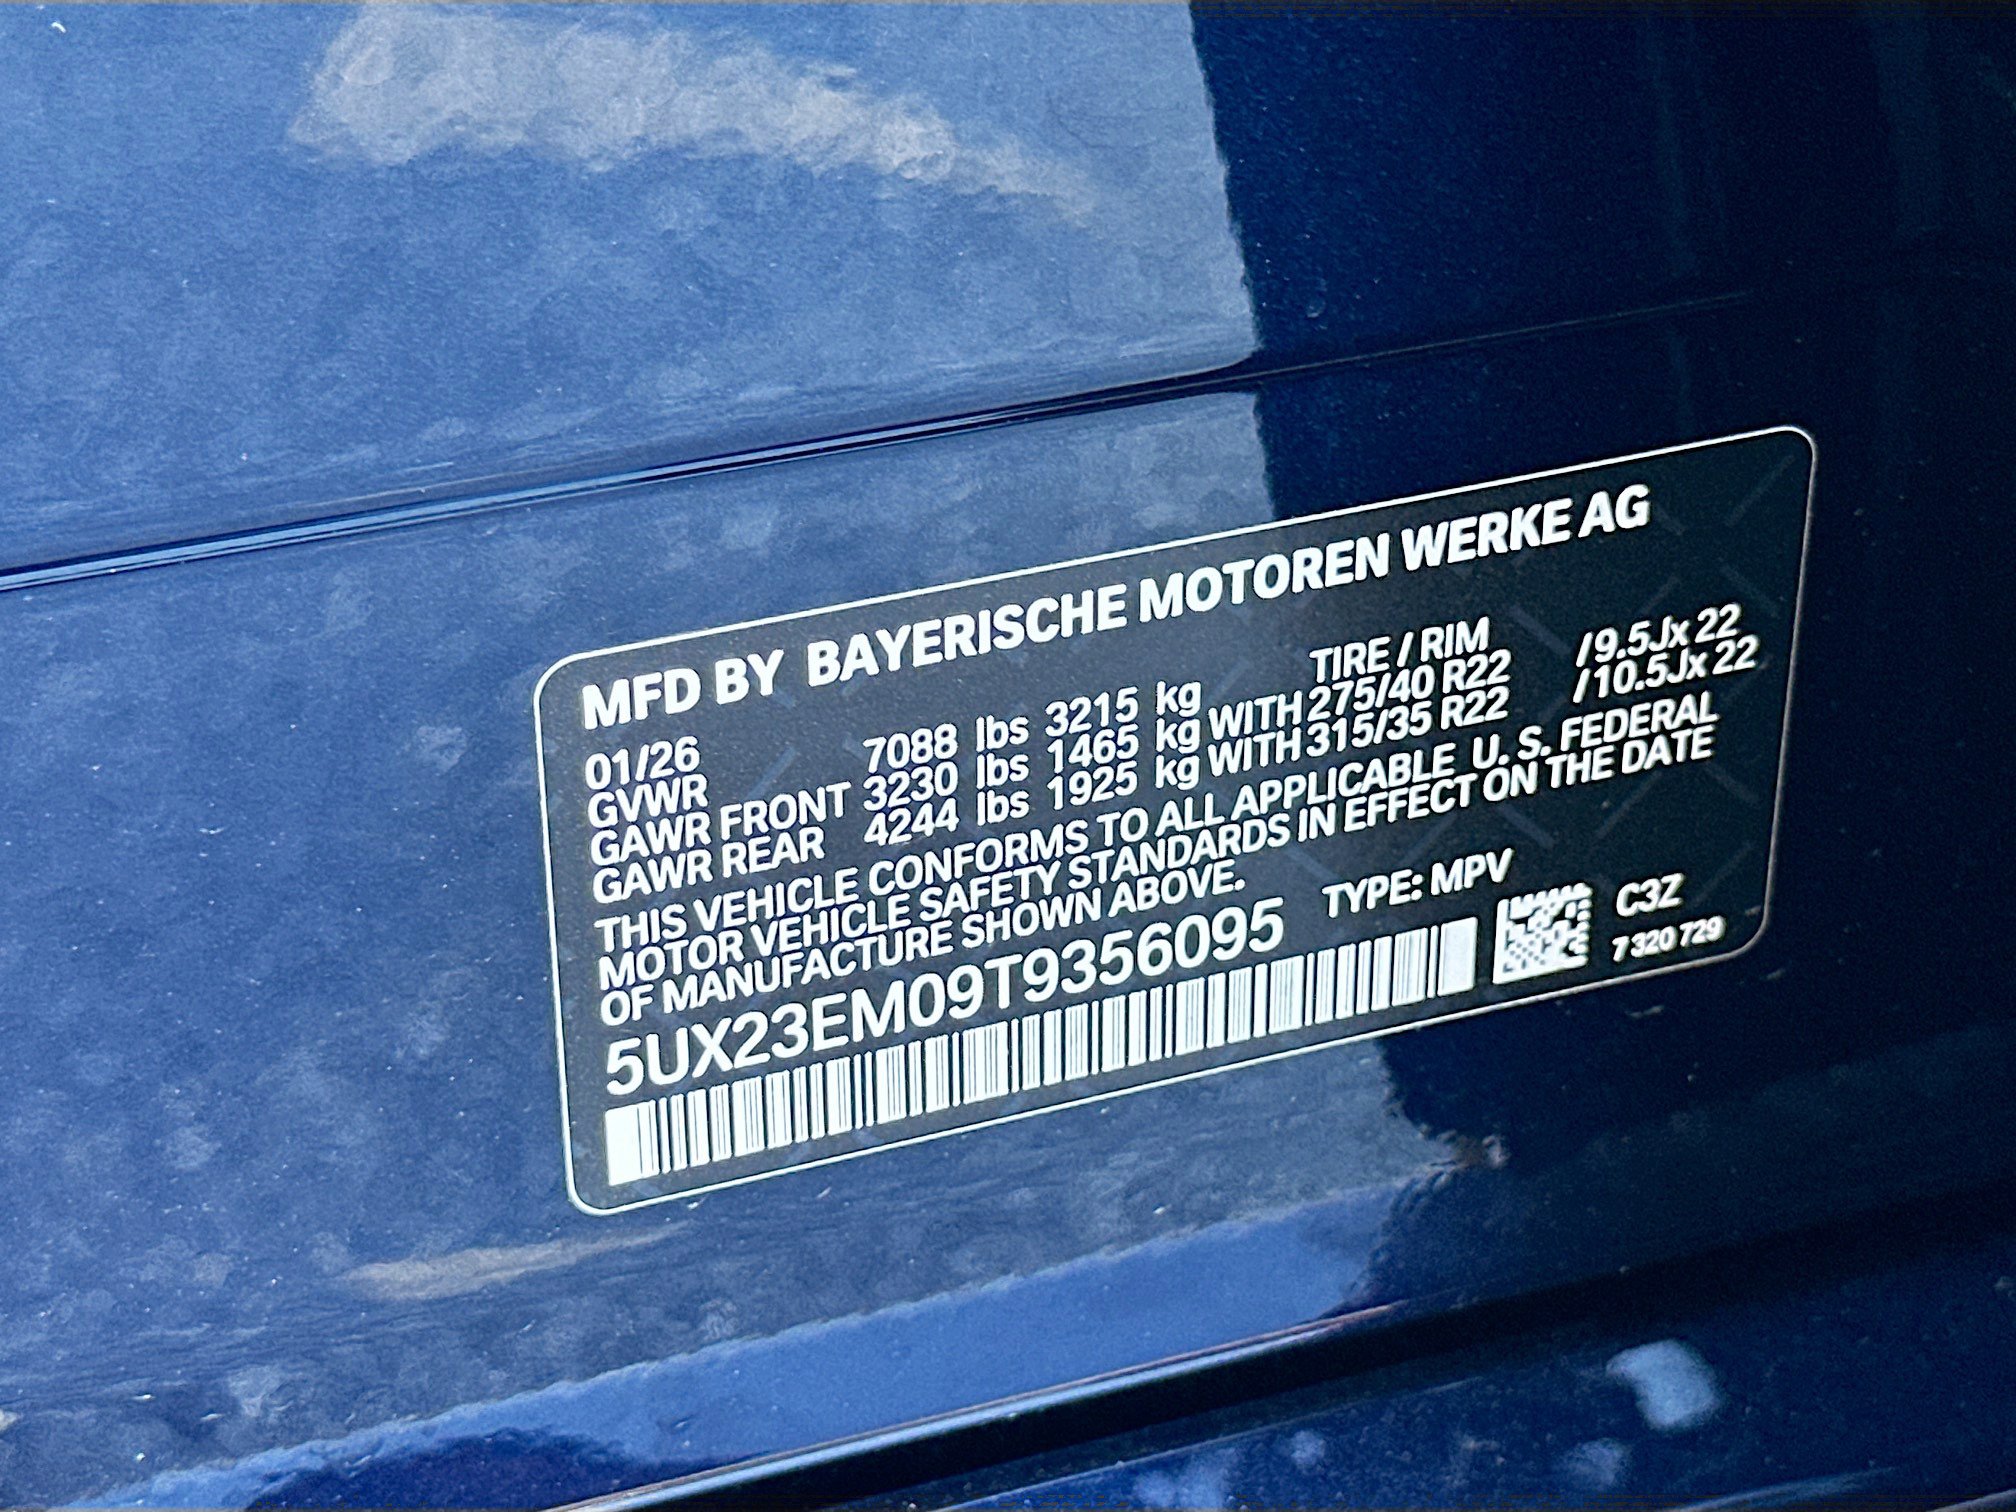 MFD BY BAYERISCHE MOTOREN WERKE AG
01/26 TIRE / RIM
GVWR 7088 lbs 3215 kg
GAWR FRONT 3230 lbs 1465 kg WITH 275/40 R22 /9.5Jx 22
GAWR REAR 4244 lbs 1925 kg WITH 315/35 R22 /10.5Jx 22
THIS VEHICLE CONFORMS TO ALL APPLICABLE U. S. FEDERAL
MOTOR VEHICLE SAFETY STANDARDS IN EFFECT ON THE DATE
OF MANUFACTURE SHOWN ABOVE.
5UX23EM09T9356095 TYPE: MPV
C3Z
7 320 729